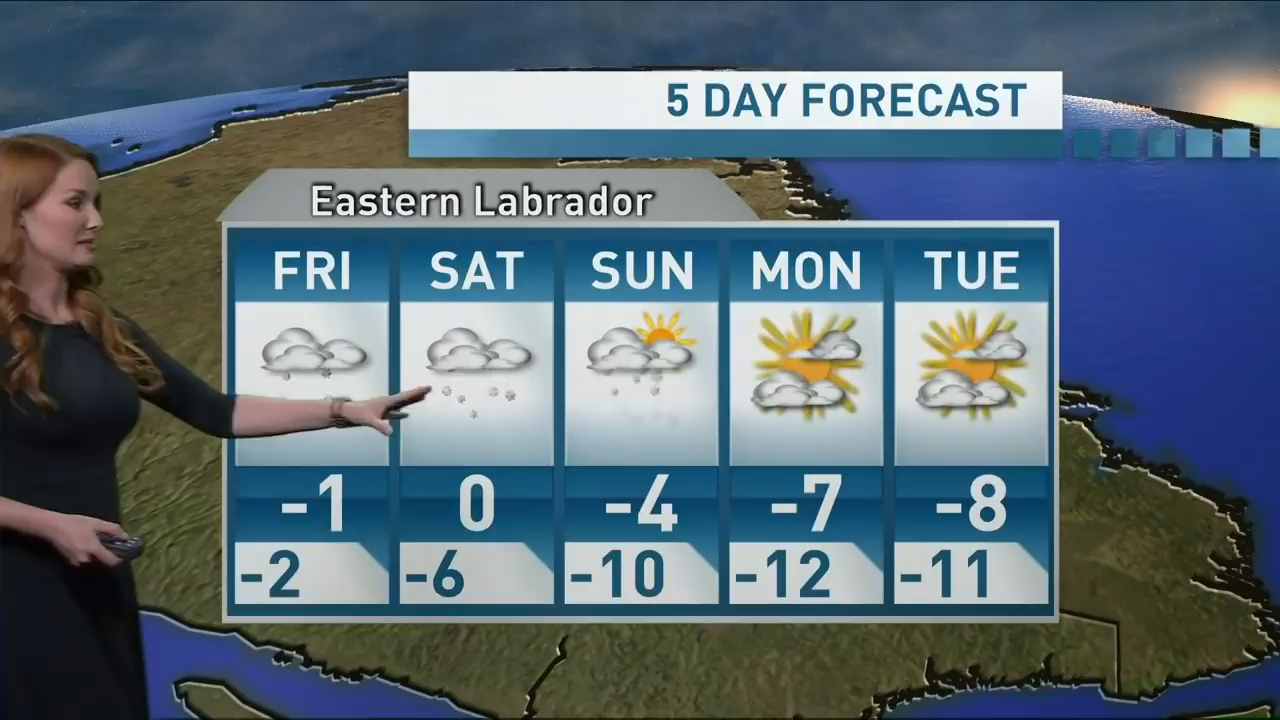 5 DAY FORECAST
Eastern Labrador
FRI SAT SUN MON TUE
-1 0 -4 -7 -8
-2 -6 -10 -12 -11